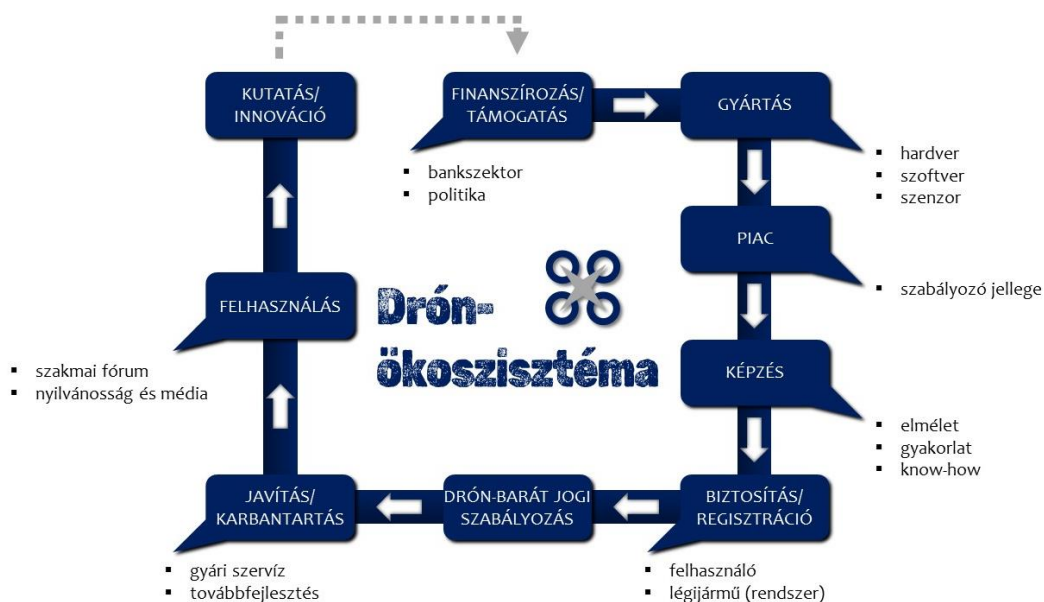 KUTATÁS/
INNOVÁCIÓ
FINANSZÍROZÁS/
TÁMOGATÁS
▪ bankszektor
▪ politika
GYÁRTÁS
▪ hardver
▪ szoftver
▪ szenzor
PIAC
▪ szabályozó jellege
FELHASZNÁLÁS
▪ szakmai fórum
▪ nyilvánosság és média
Drón-
ökoszisztéma
KÉPZÉS
▪ elmélet
▪ gyakorlat
▪ know-how
JAVÍTÁS/
KARBANTARTÁS
▪ gyári szervíz
▪ továbbfejlesztés
DRÓN-BARÁT JOGI
SZABÁLYOZÁS
BIZTOSÍTÁS/
REGISZTRÁCIÓ
▪ felhasználó
▪ légijármű (rendszer)